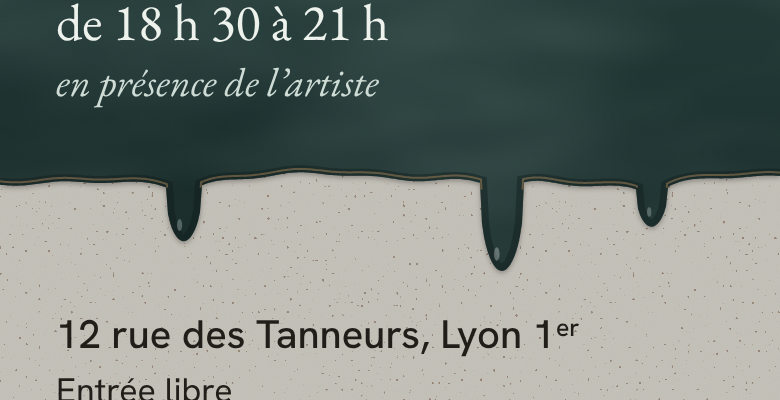 de 18 h 30 à 21 h
en présence de l’artiste
12 rue des Tanneurs, Lyon 1er
Entrée libre